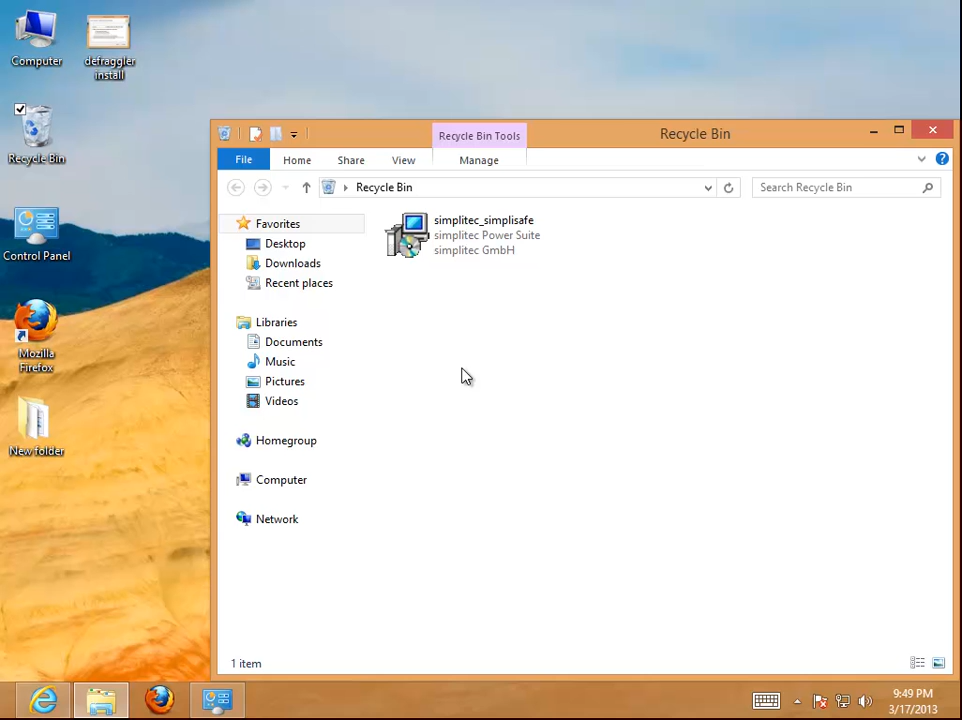 Computer
defraggler
install
Recycle Bin
Control Panel
Mozilla
Firefox
New folder
Recycle Bin Tools
Recycle Bin
File
Home
Share
View
Manage
Recycle Bin
Search Recycle Bin
Favorites
Desktop
Downloads
Recent places
Libraries
Documents
Music
Pictures
Videos
Homegroup
Computer
Network
simplitec_simplisafe
simplitec Power Suite
simplitec GmbH
1 item
9:49 PM
3/17/2013